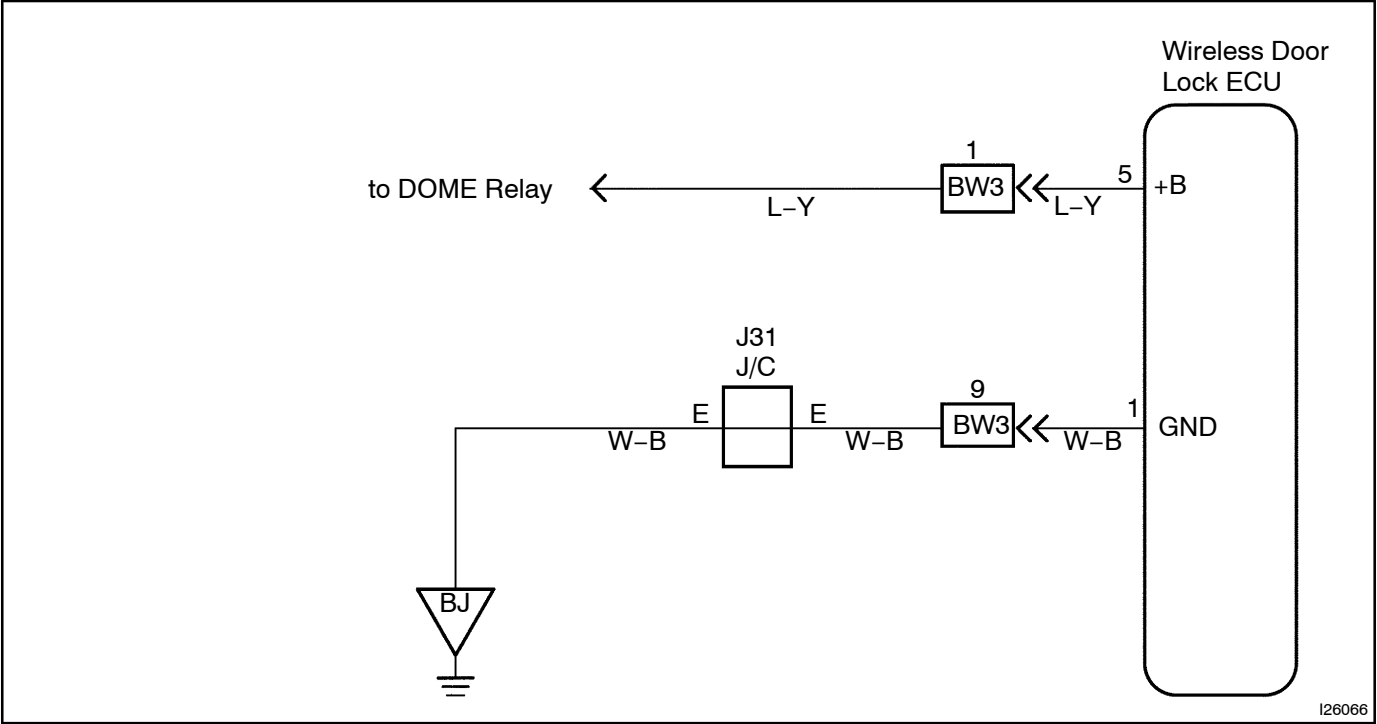 Wireless Door
Lock ECU
1
to DOME Relay
BW3
5
+B
L−Y
L−Y
J31
J/C
9
E
E
BW3
1
GND
W−B
W−B
W−B
BJ
I26066